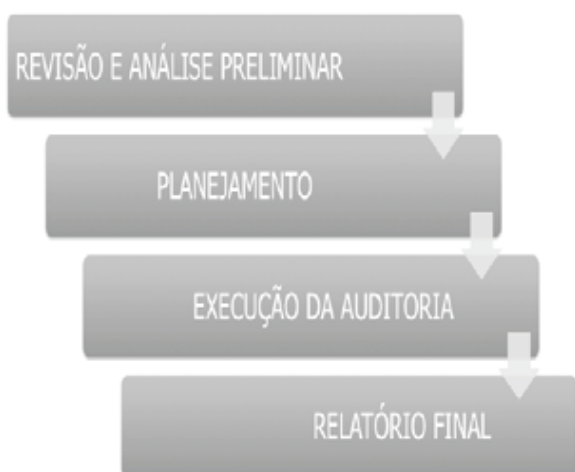 REVISÃO E ANÁLISE PRELIMINAR
PLANEJAMENTO
EXECUÇÃO DA AUDITORIA
RELATÓRIO FINAL